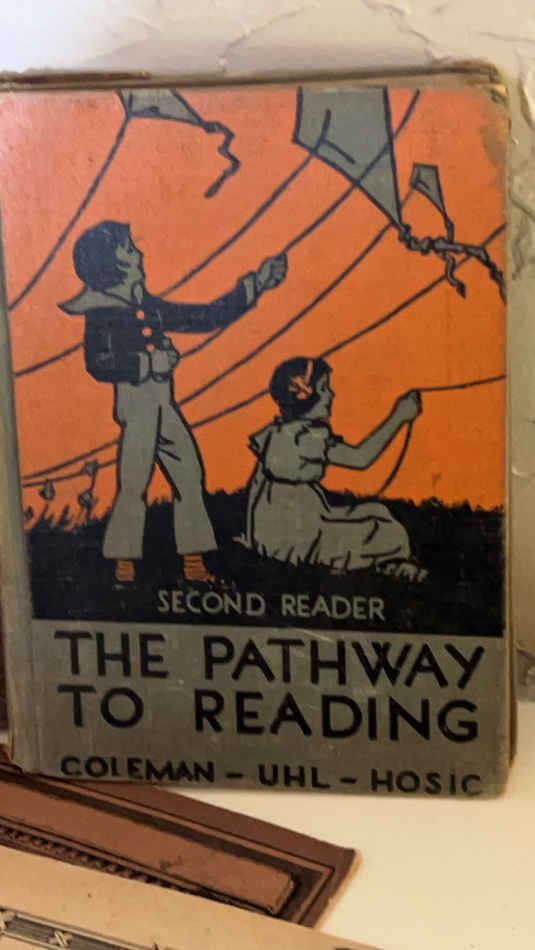 SECOND READER
THE PATHWAY
TO READING
COLEMAN – UHL – HOSIC